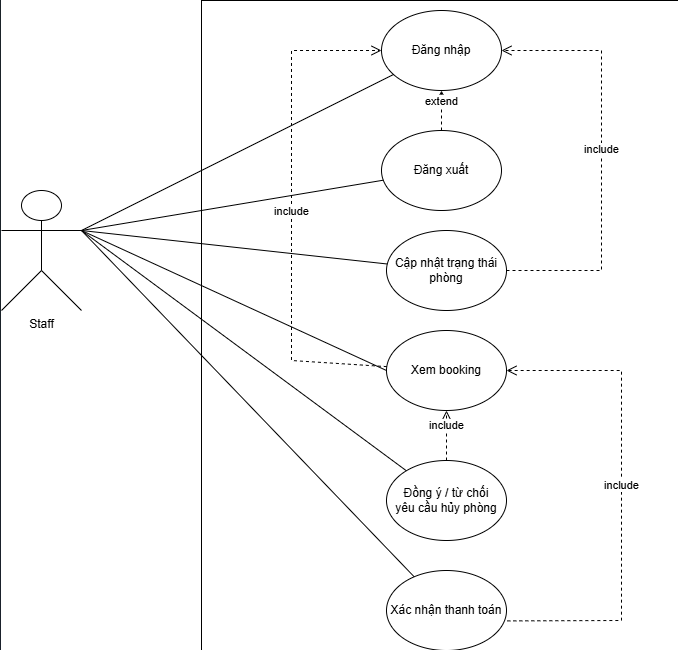 Đăng nhập
extend
include
Đăng xuất
include
Cập nhật trạng thái
phòng
Staff
Xem booking
include
Đồng ý / từ chối
yêu cầu hủy phòng
include
Xác nhận thanh toán